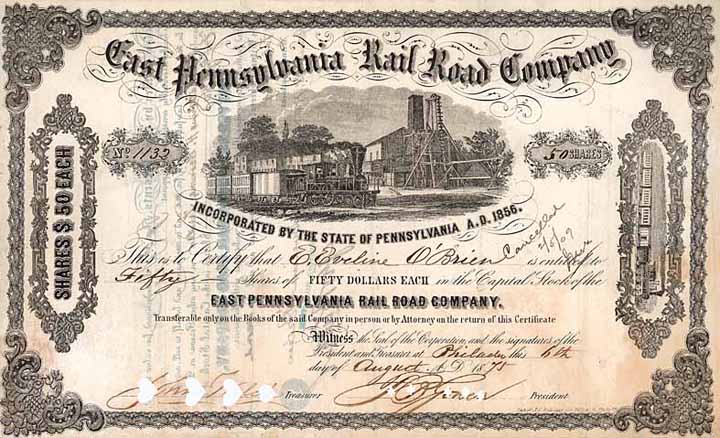 East Pennsylvania Rail Road Company
No 1132
50 SHARES
SHARES $ 50 EACH
INCORPORATED BY THE STATE OF PENNSYLVANIA A.D. 1856.
This is to Certify that E. Eveline O'Brien is entitled to
Cancelled
Fifty Shares of FIFTY DOLLARS EACH in the Capital Stock of the
EAST PENNSYLVANIA RAIL ROAD COMPANY.
Transferable only on the Books of the said Company in person or by Attorney on the return of this Certificate
Witness the Seal of the Corporation, and the signatures of the
President and Treasurer at Philada this 6th
day of August A.D. 1875
Treasurer
President